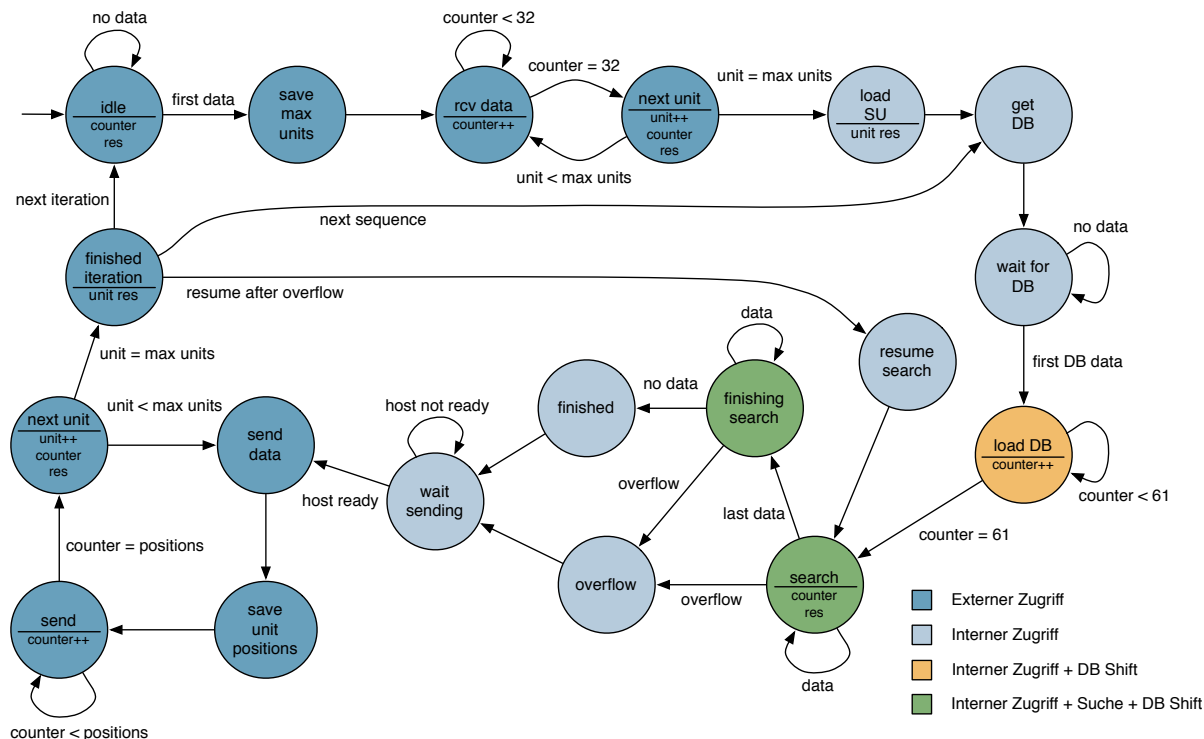 no data
idle
counter
res
first data
save
max
units
counter < 32
rcv data
counter++
counter = 32
next unit
unit++
counter
res
unit < max units
unit = max units
load
SU
unit res
get
DB
next iteration
next sequence
finished
iteration
unit res
resume after overflow
no data
wait for
DB
first DB data
unit = max units
data
resume
search
no data
finishing
search
finished
host not ready
unit < max units
next unit
unit++
counter
res
send
data
host ready
wait
sending
overflow
last data
load DB
counter++
counter < 61
counter = 61
counter = positions
overflow
overflow
search
counter
res
data
send
counter++
save
unit
positions
counter < positions
Externer Zugriff
Interner Zugriff
Interner Zugriff + DB Shift
Interner Zugriff + Suche + DB Shift